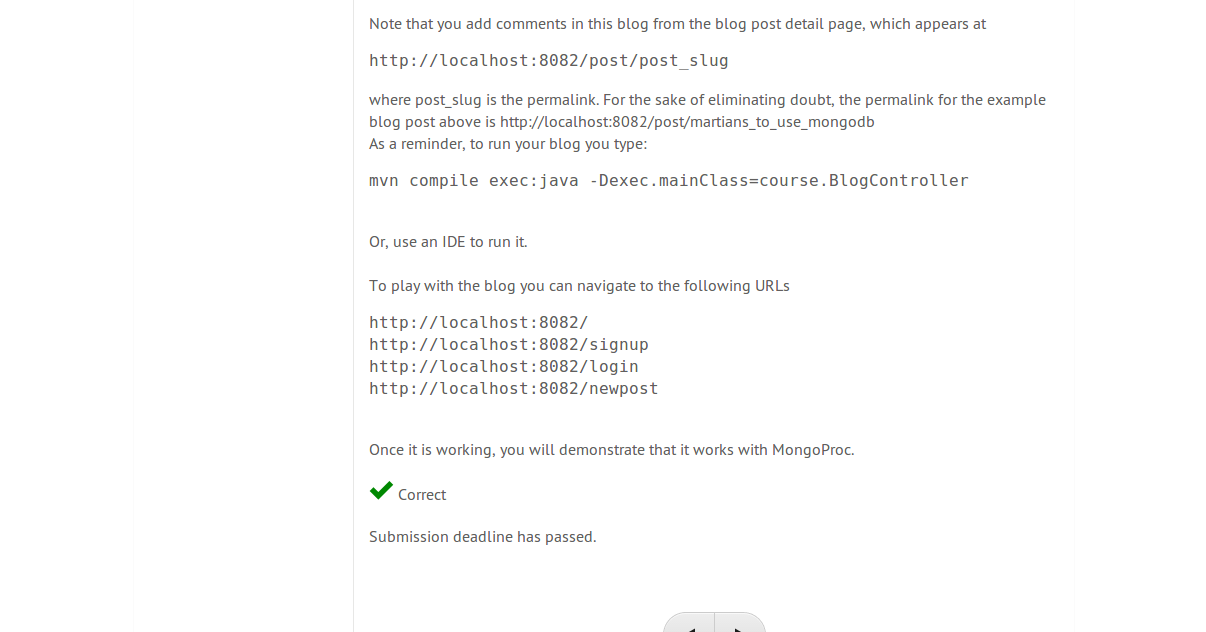 Note that you add comments in this blog from the blog post detail page, which appears at
http://localhost:8082/post/post_slug
where post_slug is the permalink. For the sake of eliminating doubt, the permalink for the example
blog post above is http://localhost:8082/post/martians_to_use_mongodb
As a reminder, to run your blog you type:
mvn compile exec:java -Dexec.mainClass=course.BlogController
Or, use an IDE to run it.
To play with the blog you can navigate to the following URLs
http://localhost:8082/
http://localhost:8082/signup
http://localhost:8082/login
http://localhost:8082/newpost
Once it is working, you will demonstrate that it works with MongoProc.
Correct
Submission deadline has passed.